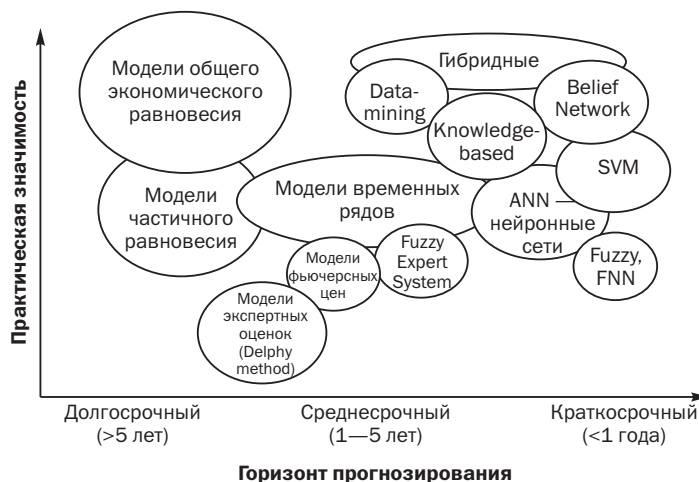 Практическая значимость
Модели общего
экономического
равновесия
Модели
частичного
равновесия
Гибридные
Data-
mining
Knowledge-
based
Belief
Network
SVM
Модели временных
рядов
ANN —
нейронные
сети
Fuzzy,
FNN
Модели
фьючерсных
цен
Fuzzy
Expert
System
Модели
экспертных
оценок
(Delphy
method)
Долгосрочный
(>5 лет)
Среднесрочный
(1—5 лет)
Краткосрочный
(<1 года)
Горизонт прогнозирования